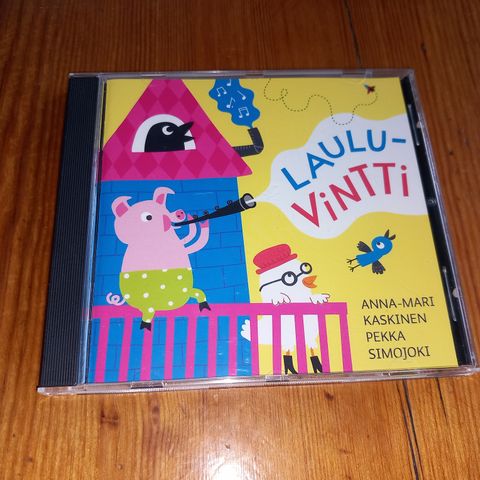 LAULU-
ViNTTi
ANNA-MARI
KASKINEN
PEKKA
SIMOJOKI